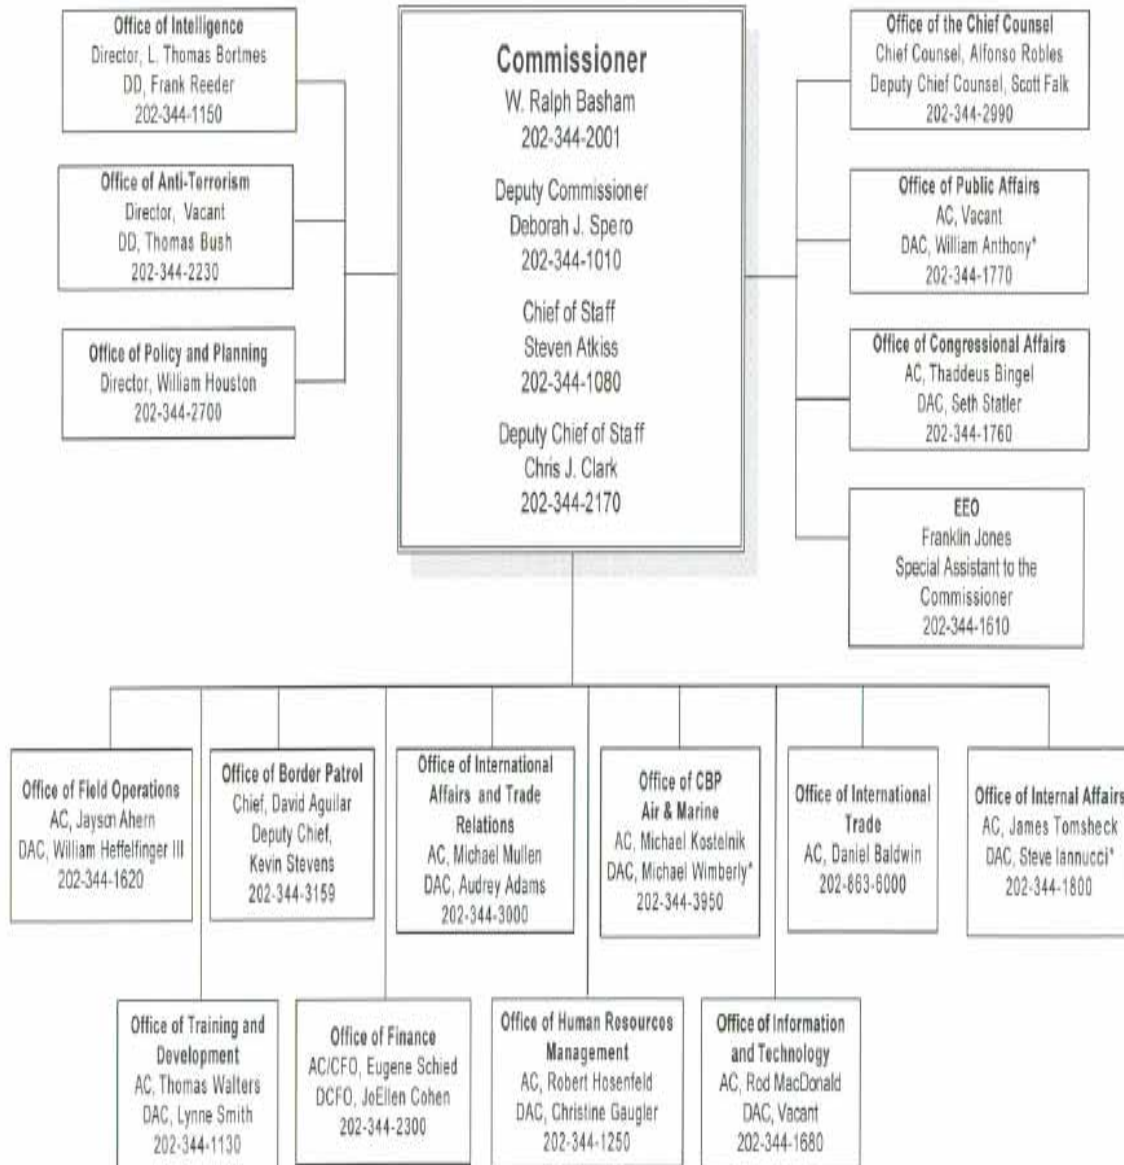 Office of Intelligence
Director, L. Thomas Bortmes
DD, Frank Reeder
202-344-1150
Office of Anti-Terrorism
Director, Vacant
DD, Thomas Bush
202-344-2230
Office of Policy and Planning
Director, William Houston
202-344-2700
Commissioner
W. Ralph Basham
202-344-2001
Deputy Commissioner
Deborah J. Spero
202-344-1010
Chief of Staff
Steven Atkiss
202-344-1080
Deputy Chief of Staff
Chris J. Clark
202-344-2170
Office of the Chief Counsel
Chief Counsel, Alfonso Robles
Deputy Chief Counsel, Scott Falk
202-344-2990
Office of Public Affairs
AC, Vacant
DAC, William Anthony*
202-344-1770
Office of Congressional Affairs
AC, Thaddeus Bingel
DAC, Seth Statler
202-344-1760
EEO
Franklin Jones
Special Assistant to the
Commissioner
202-344-1610
Office of Field Operations
AC, Jayson Ahern
DAC, William Heffelfinger III
202-344-1620
Office of Border Patrol
Chief, David Aguilar
Deputy Chief,
Kevin Stevens
202-344-3159
Office of International
Affairs and Trade
Relations
AC, Michael Mullen
DAC, Audrey Adams
202-344-3000
Office of CBP
Air & Marine
AC, Michael Kostelnik
DAC, Michael Wimberly*
202-344-3950
Office of International
Trade
AC, Daniel Baldwin
202-863-6000
Office of Internal Affairs
AC, James Tomsheck
DAC, Steve Iannucci*
202-344-1800
Office of Training and
Development
AC, Thomas Walters
DAC, Lynne Smith
202-344-1130
Office of Finance
AC/CFO, Eugene Schied
DCFO, JoEllen Cohen
202-344-2300
Office of Human Resources
Management
AC, Robert Hosenfeld
DAC, Christine Gaugler
202-344-1250
Office of Information
and Technology
AC, Rod MacDonald
DAC, Vacant
202-344-1680